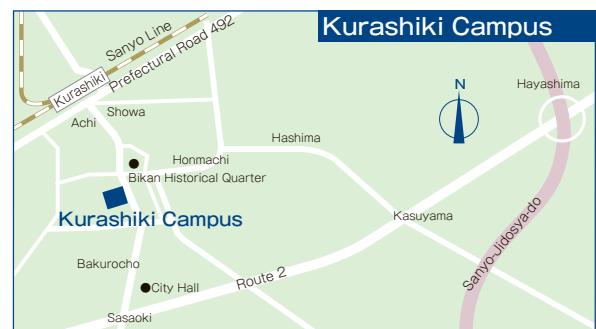 Kurashiki Campus
Sanyo Line
Prefectural Road 492
Kurashiki
Hayashima
N
Showa
Achi
Hashima
Honmachi
Bikan Historical Quarter
Kurashiki Campus
Kasuyama
Bakurocho
Route 2
Sanyo-Jidosya-do
City Hall
Sasaoki